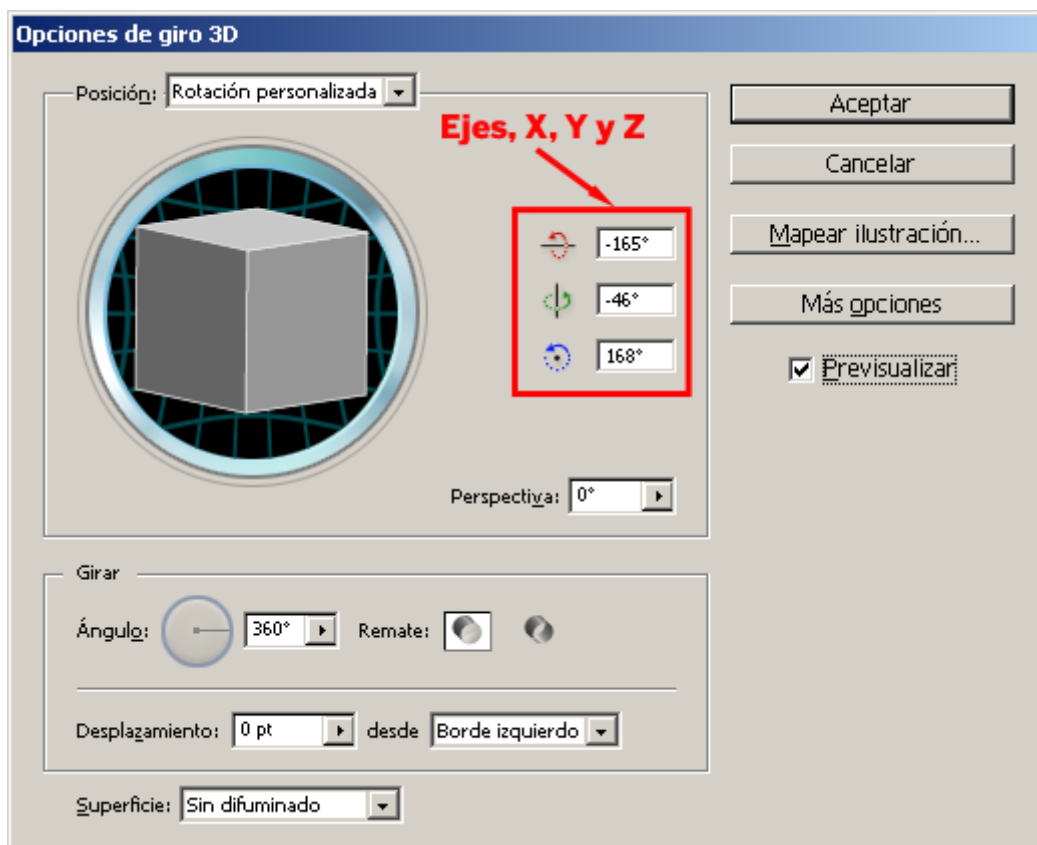 Opciones de giro 3D
Posición: Rotación personalizada
Ejes, X, Y y Z
-165°
-46°
168°
Perspectiva: 0°
Aceptar
Cancelar
Mapear ilustración...
Más opciones
Previsualizar
Girar
Ángulo: 360° Remate:
Desplazamiento: 0 pt desde Borde izquierdo
Superficie: Sin difuminado